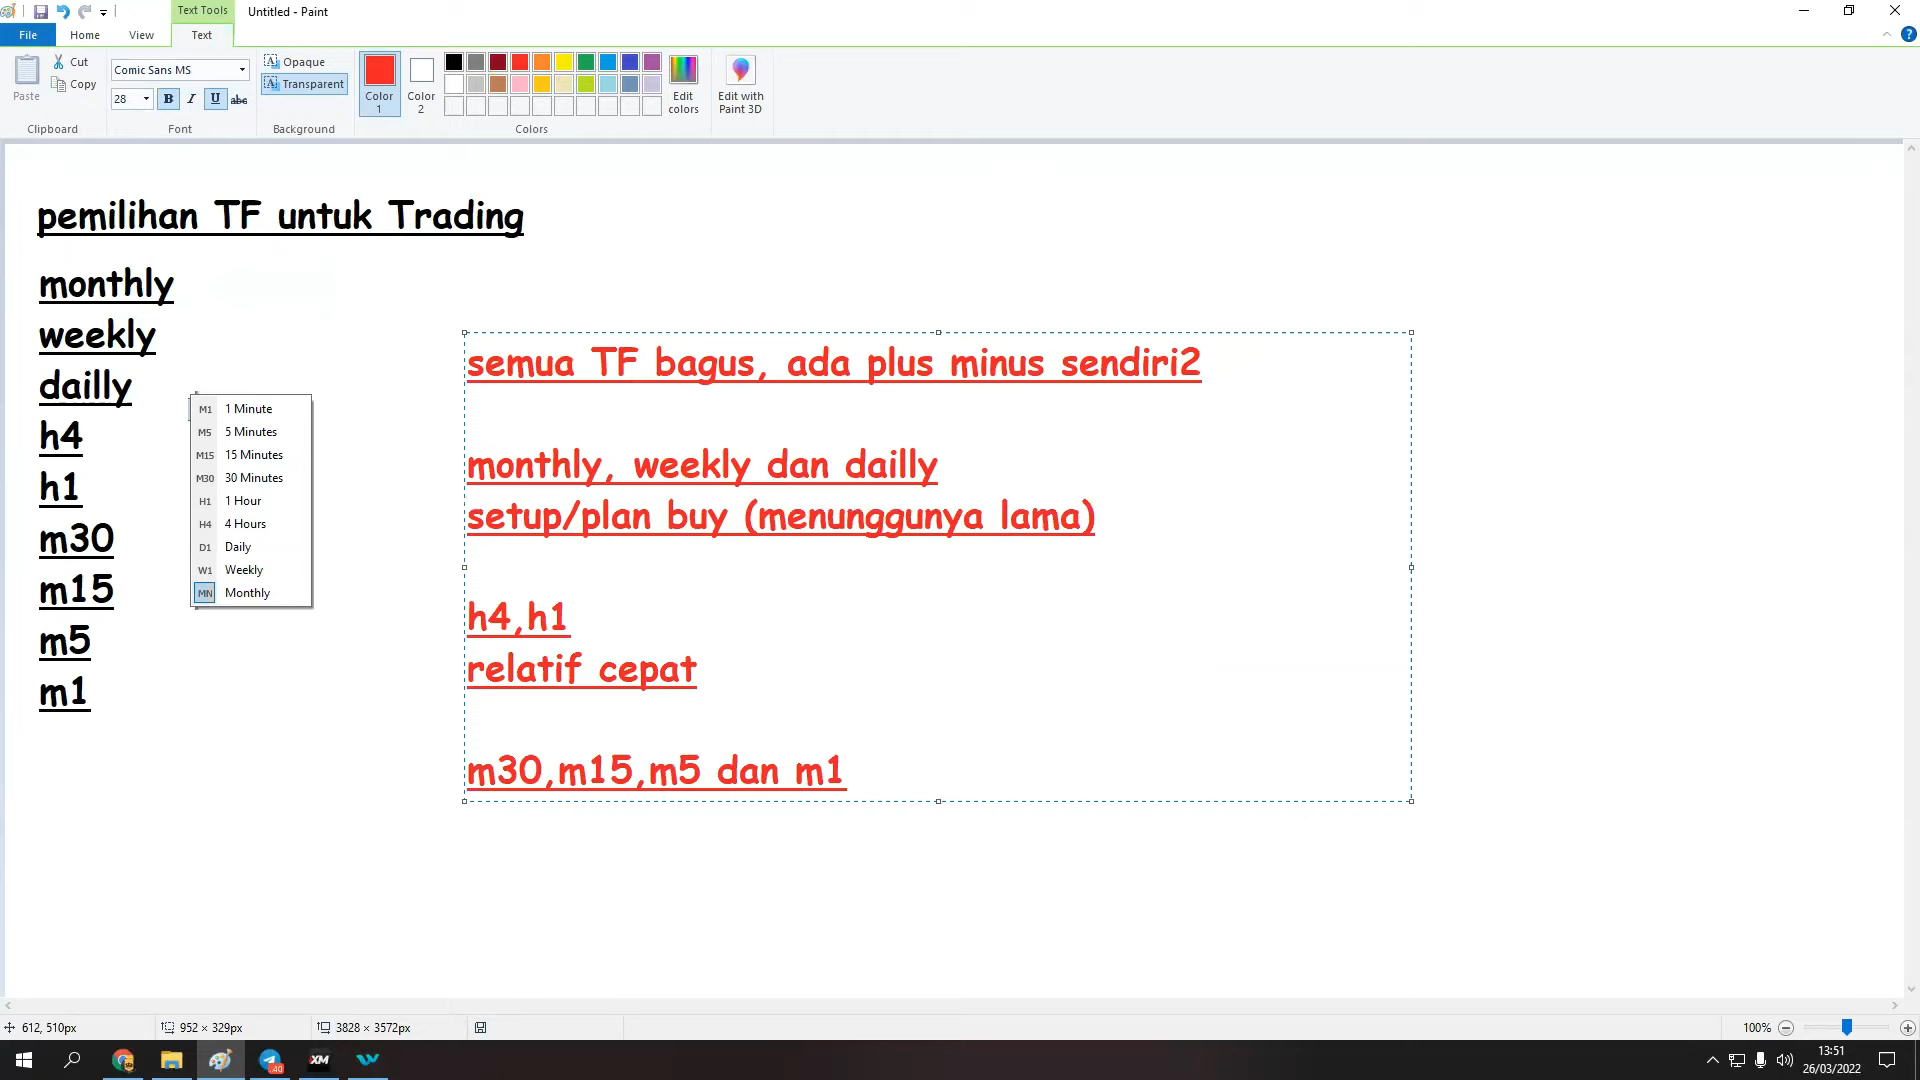 Text Tools
Untitled - Paint
File
Home
View
Text
Paste
Cut
Copy
Clipboard
Comic Sans MS
28
B I U abc
Font
Opaque
Transparent
Background
Color 1
Color 2
Edit colors
Colors
Edit with Paint 3D
pemilihan TF untuk Trading
monthly
weekly
dailly
h4
h1
m30
m15
m5
m1
M1 1 Minute
M5 5 Minutes
M15 15 Minutes
M30 30 Minutes
H1 1 Hour
H4 4 Hours
D1 Daily
W1 Weekly
MN Monthly
semua TF bagus, ada plus minus sendiri2
monthly, weekly dan dailly
setup/plan buy (menunggunya lama)
h4,h1
relatif cepat
m30,m15,m5 dan m1
612, 510px
952 × 329px
3828 × 3572px
100%
.40
XM
13:51
26/03/2022